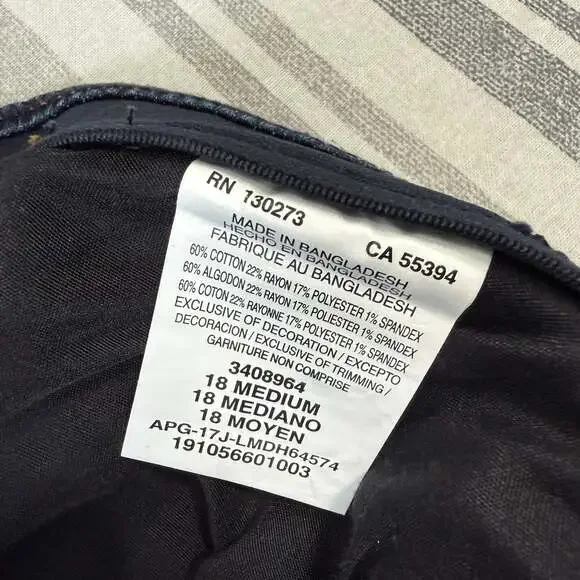 RN 130273
CA 55394
MADE IN BANGLADESH
HECHO EN BANGLADESH
FABRIQUE AU BANGLADESH
60% COTTON 22% RAYON 17% POLYESTER 1% SPANDEX
60% ALGODON 22% RAYON 17% POLIESTER 1% SPANDEX
60% COTON 22% RAYONNE 17% POLYESTER 1% SPANDEX
EXCLUSIVE OF DECORATION / EXCEPTO
DECORACION / EXCLUSIVE OF TRIMMING /
GARNITURE NON COMPRISE
3408964
18 MEDIUM
18 MEDIANO
18 MOYEN
APG-17J-LMDH64574
191056601003